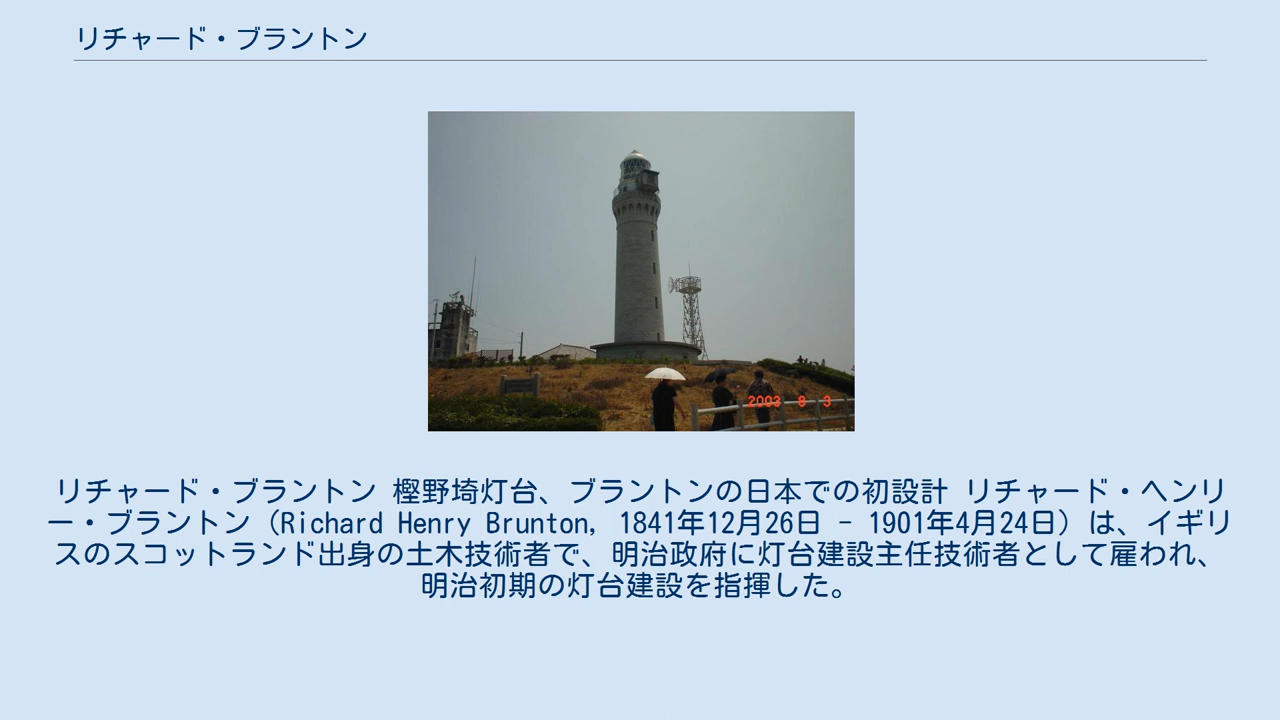 リチャード・ブラントン
2003 8 3
リチャード・ブラントン 樫野埼灯台、ブラントンの日本での初設計 リチャード・ヘンリ
ー・ブラントン（Richard Henry Brunton, 1841年12月26日 - 1901年4月24日）は、イギリ
スのスコットランド出身の土木技術者で、明治政府に灯台建設主任技術者として雇われ、
明治初期の灯台建設を指揮した。